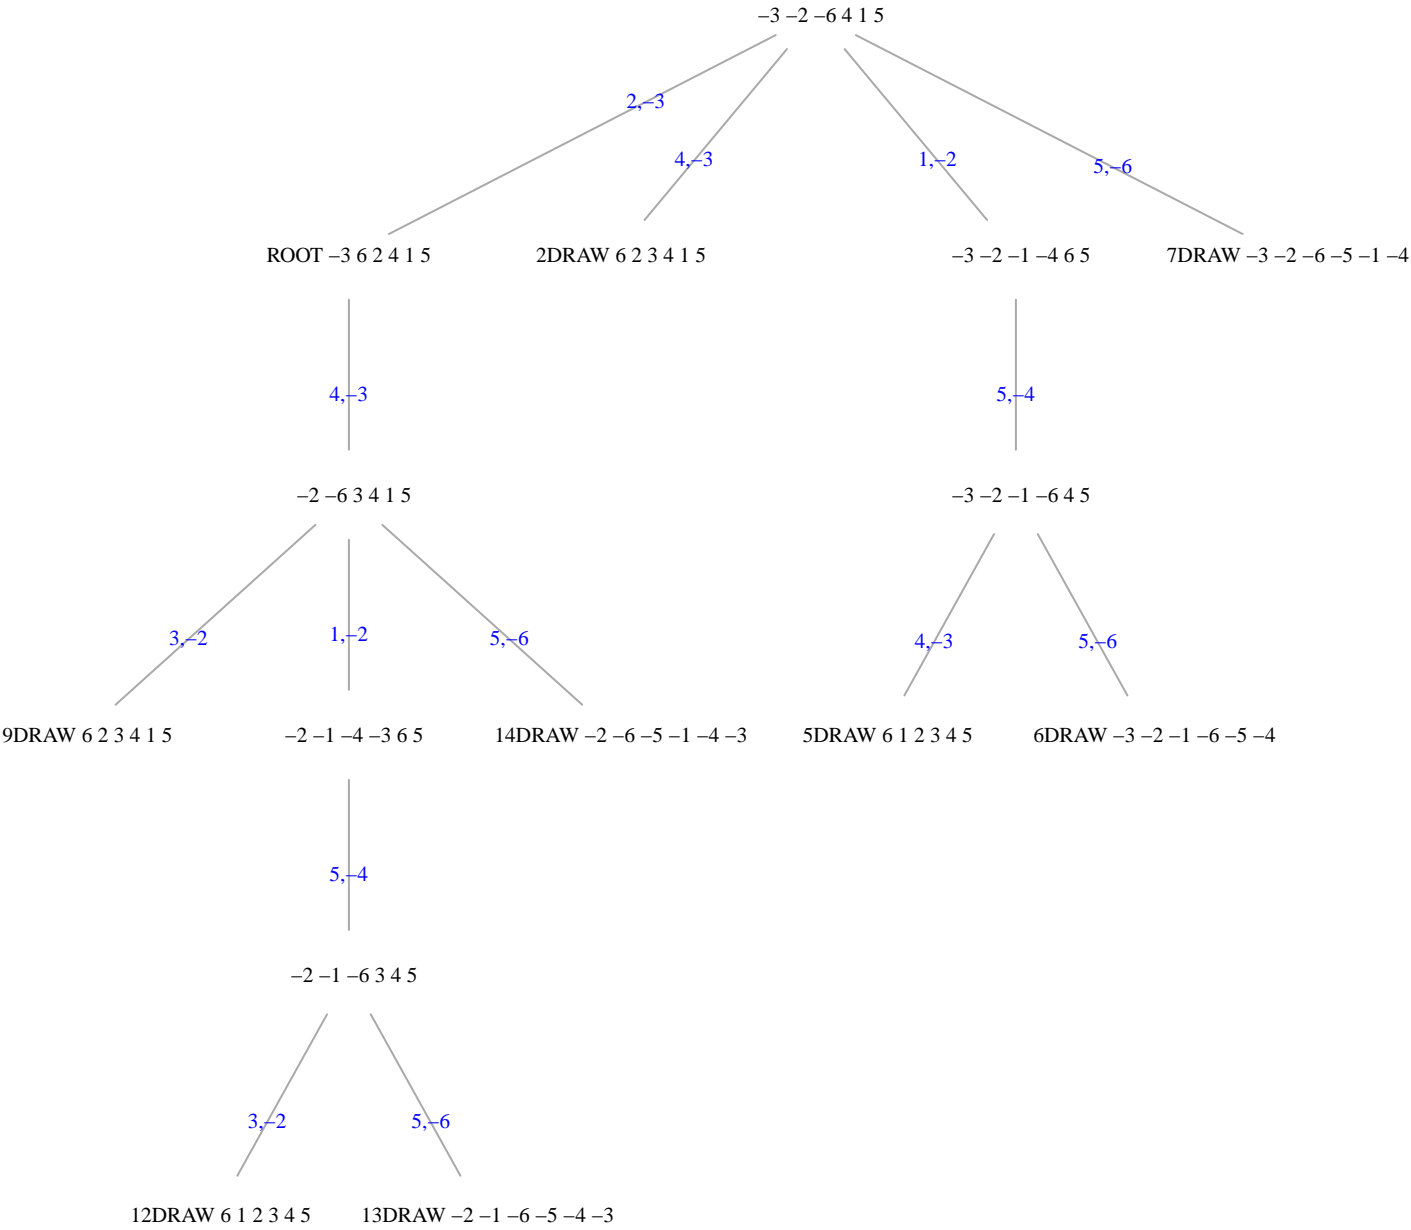 –3 –2 –6 4 1 5
2,–3
4,–3
1,–2
5,–6
ROOT –3 6 2 4 1 5
2DRAW 6 2 3 4 1 5
–3 –2 –1 –4 6 5
7DRAW –3 –2 –6 –5 –1 –4
4,–3
5,–4
–2 –6 3 4 1 5
–3 –2 –1 –6 4 5
3,–2
1,–2
5,–6
4,–3
5,–6
9DRAW 6 2 3 4 1 5
–2 –1 –4 –3 6 5
14DRAW –2 –6 –5 –1 –4 –3
5DRAW 6 1 2 3 4 5
6DRAW –3 –2 –1 –6 –5 –4
5,–4
–2 –1 –6 3 4 5
3,–2
5,–6
12DRAW 6 1 2 3 4 5
13DRAW –2 –1 –6 –5 –4 –3